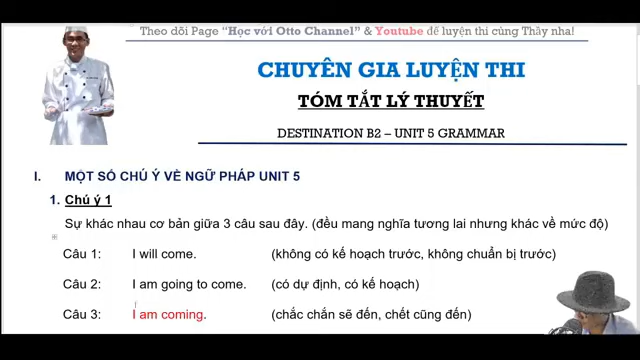 Theo dõi Page “Học với Otto Channel” & Youtube để luyện thi cùng Thầy nha!
CHUYÊN GIA LUYỆN THI
TÓM TẮT LÝ THUYẾT
DESTINATION B2 – UNIT 5 GRAMMAR
I. MỘT SỐ CHÚ Ý VỀ NGỮ PHÁP UNIT 5
1. Chú ý 1
Sự khác nhau cơ bản giữa 3 câu sau đây. (đều mang nghĩa tương lai nhưng khác về mức độ)
Câu 1: I will come. (không có kế hoạch trước, không chuẩn bị trước)
Câu 2: I am going to come. (có dự định, có kế hoạch)
Câu 3: I am coming. (chắc chắn sẽ đến, chết cũng đến)